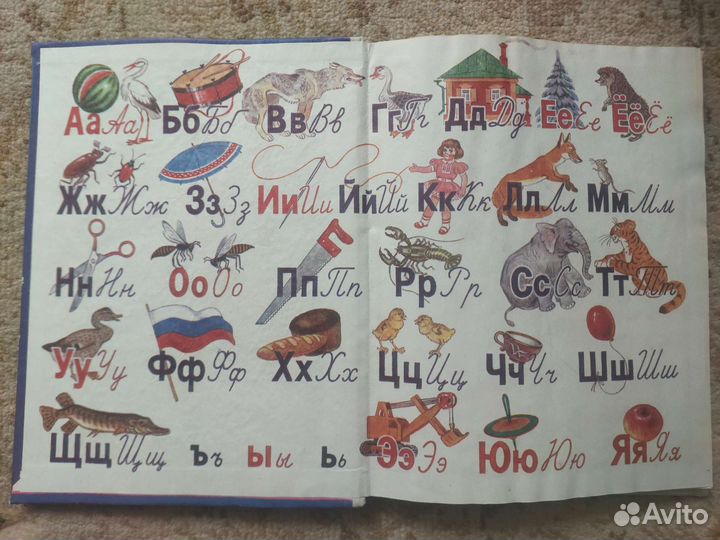 Аа Аа Бб Бб Вв Вв Гг Гг Дд Дд Ее Ее Ёё Ёё
Жж Жж Зз Зз Ии Ии Йй Йй Кк Кк Лл Лл Мм Мм
Нн Нн Оо Оо Пп Пп Рр Рр Сс Сс Тт Тт
Уу Уу Фф Фф Хх Хх Цц Цц Чч Чч Шш Шш
Щщ Щщ Ъъ Ыы Ьь Ээ Ээ Юю Юю Яя Яя
Avito